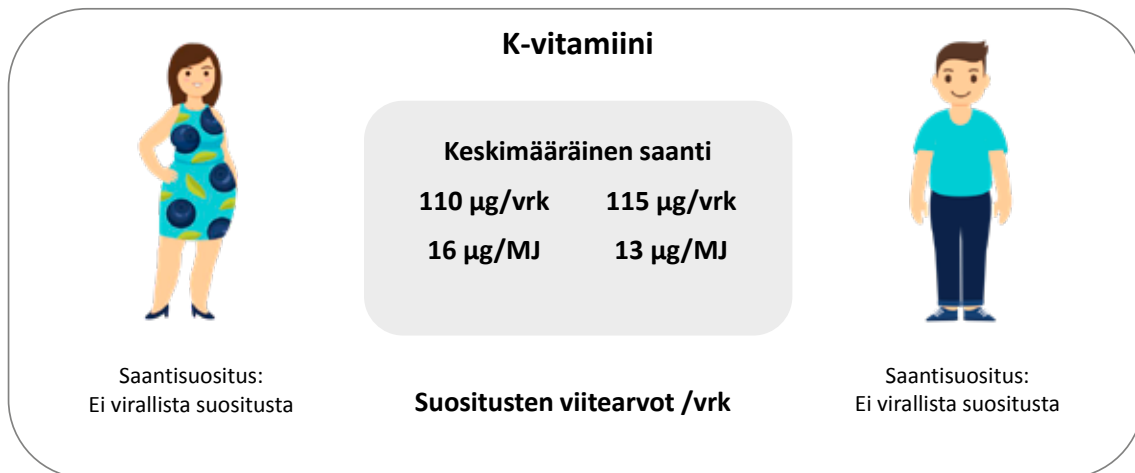 K-vitamiini
Keskimääräinen saanti
110 µg/vrk 115 µg/vrk
16 µg/MJ 13 µg/MJ
Saantisuositus:
Ei virallista suositusta
Suositusten viitearvot /vrk
Saantisuositus:
Ei virallista suositusta